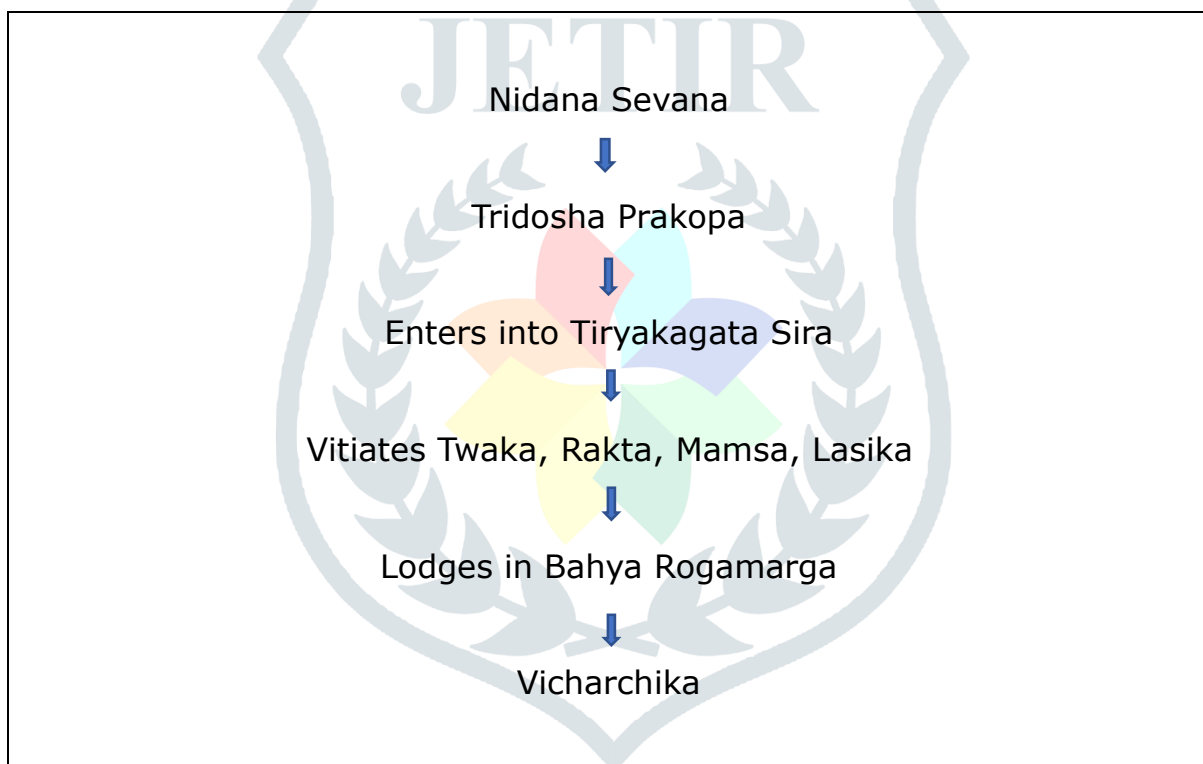 JETIR
Nidana Sevana
Tridosha Prakopa
Enters into Tiryakagata Sira
Vitiates Twaka, Rakta, Mamsa, Lasika
Lodges in Bahya Rogamarga
Vicharchika